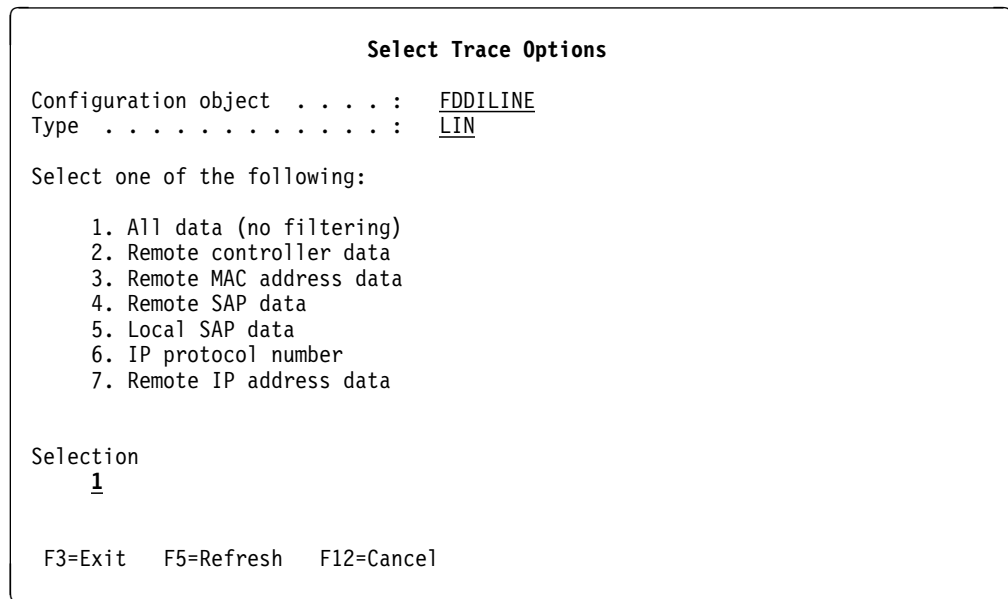 Select Trace Options
Configuration object . . . . : FDDILINE
Type . . . . . . . . . . . . : LIN
Select one of the following:
1. All data (no filtering)
2. Remote controller data
3. Remote MAC address data
4. Remote SAP data
5. Local SAP data
6. IP protocol number
7. Remote IP address data
Selection
1
F3=Exit F5=Refresh F12=Cancel